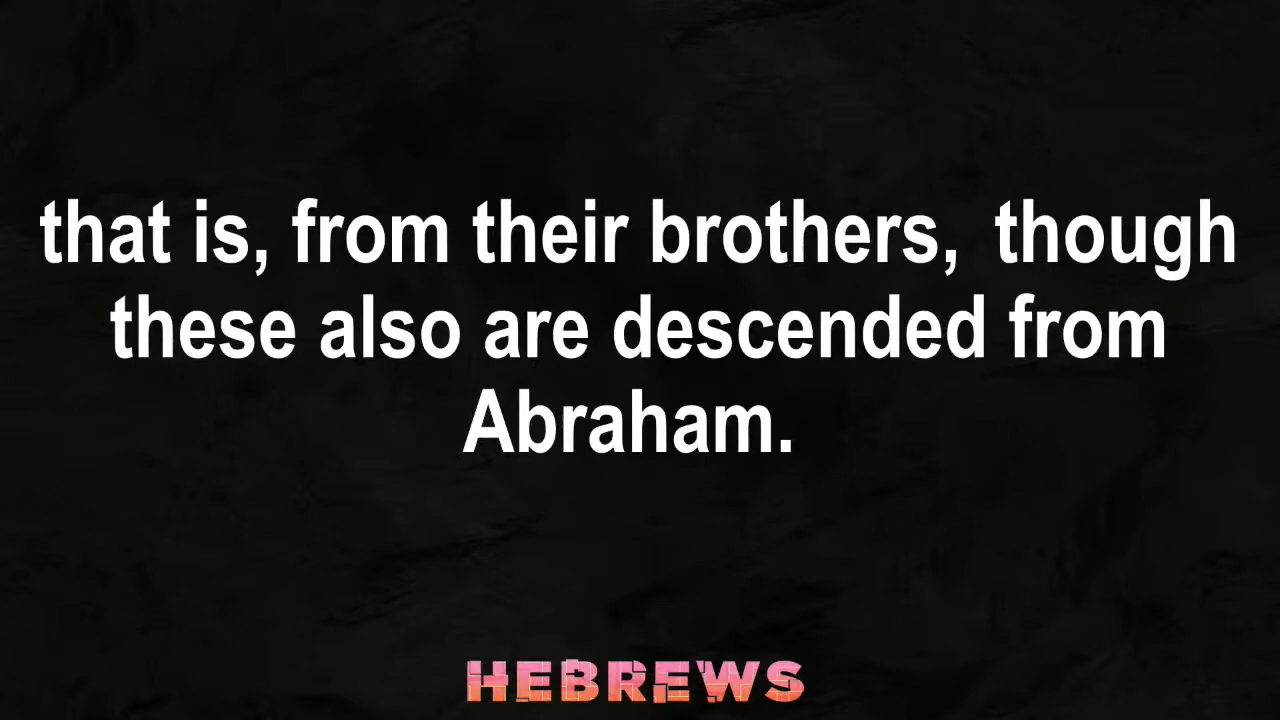 that is, from their brothers,  though
these also are descended from
Abraham.
HEBREWS